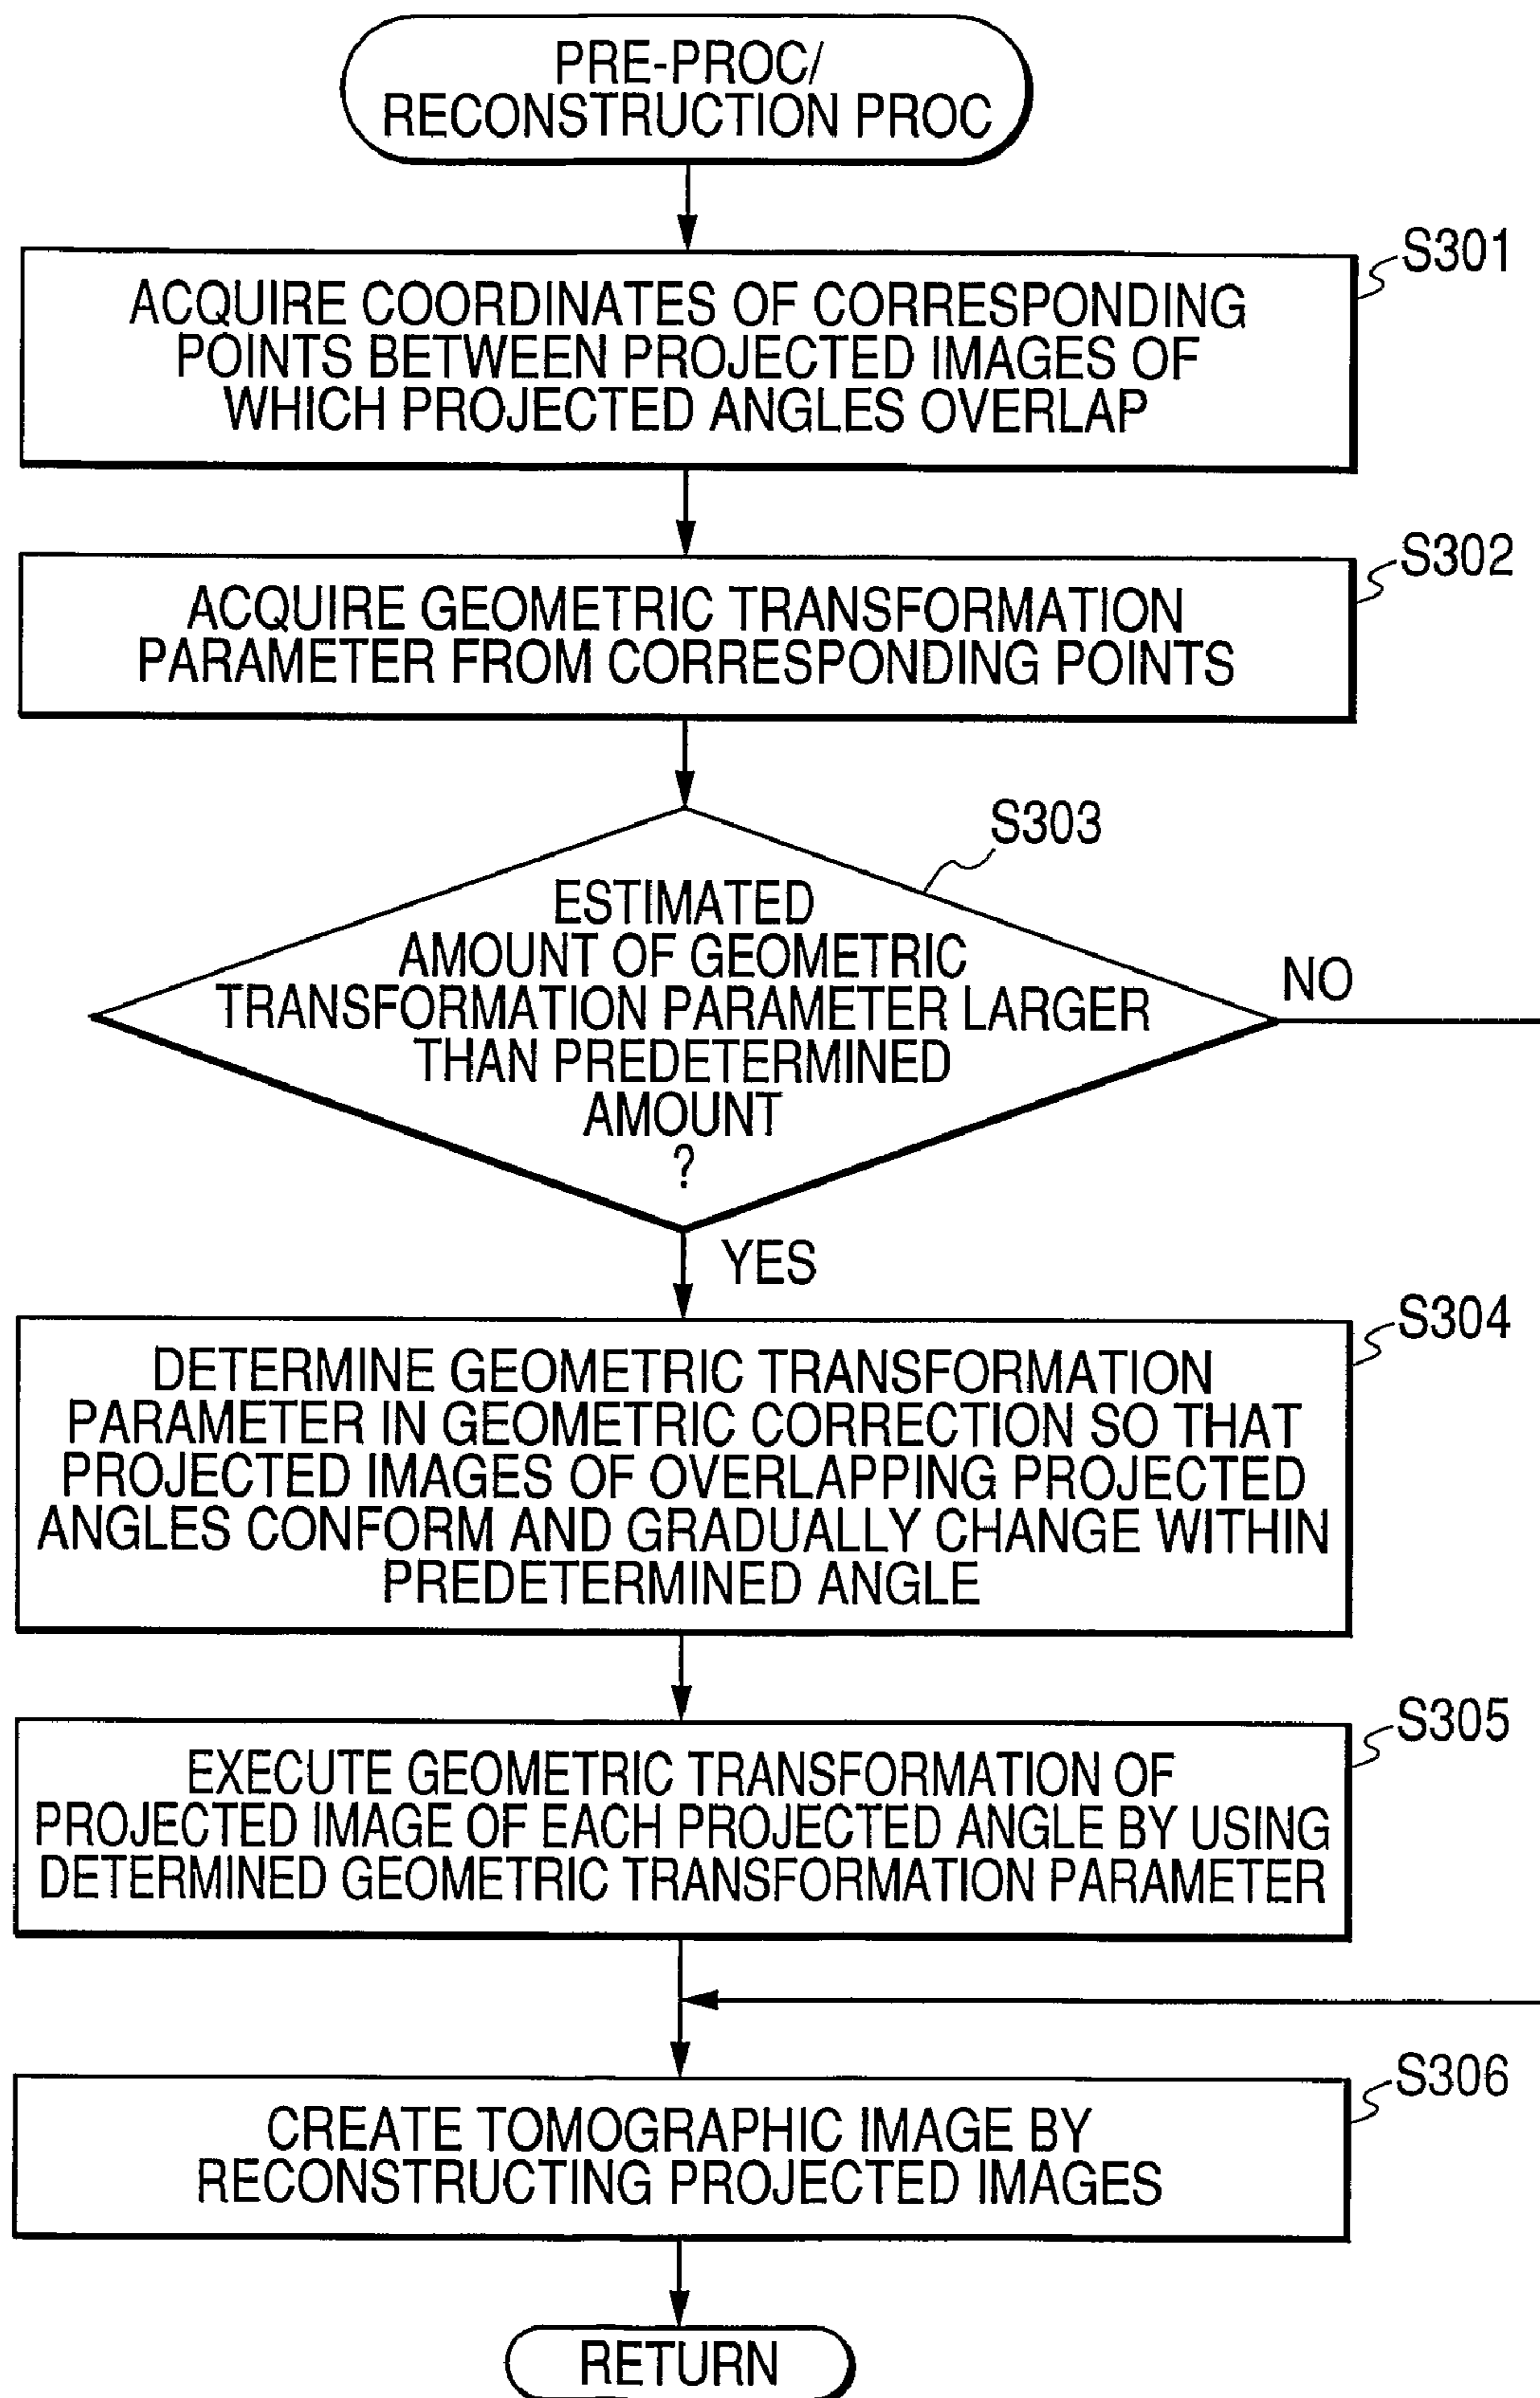 PRE-PROC/
RECONSTRUCTION PROC
S301
ACQUIRE COORDINATES OF CORRESPONDING
POINTS BETWEEN PROJECTED IMAGES OF
WHICH PROJECTED ANGLES OVERLAP
S302
ACQUIRE GEOMETRIC TRANSFORMATION
PARAMETER FROM CORRESPONDING POINTS
S303
ESTIMATED
AMOUNT OF GEOMETRIC
TRANSFORMATION PARAMETER LARGER
THAN PREDETERMINED
AMOUNT
?
NO
YES
S304
DETERMINE GEOMETRIC TRANSFORMATION
PARAMETER IN GEOMETRIC CORRECTION SO THAT
PROJECTED IMAGES OF OVERLAPPING PROJECTED
ANGLES CONFORM AND GRADUALLY CHANGE WITHIN
PREDETERMINED ANGLE
S305
EXECUTE GEOMETRIC TRANSFORMATION OF
PROJECTED IMAGE OF EACH PROJECTED ANGLE BY USING
DETERMINED GEOMETRIC TRANSFORMATION PARAMETER
S306
CREATE TOMOGRAPHIC IMAGE BY
RECONSTRUCTING PROJECTED IMAGES
RETURN